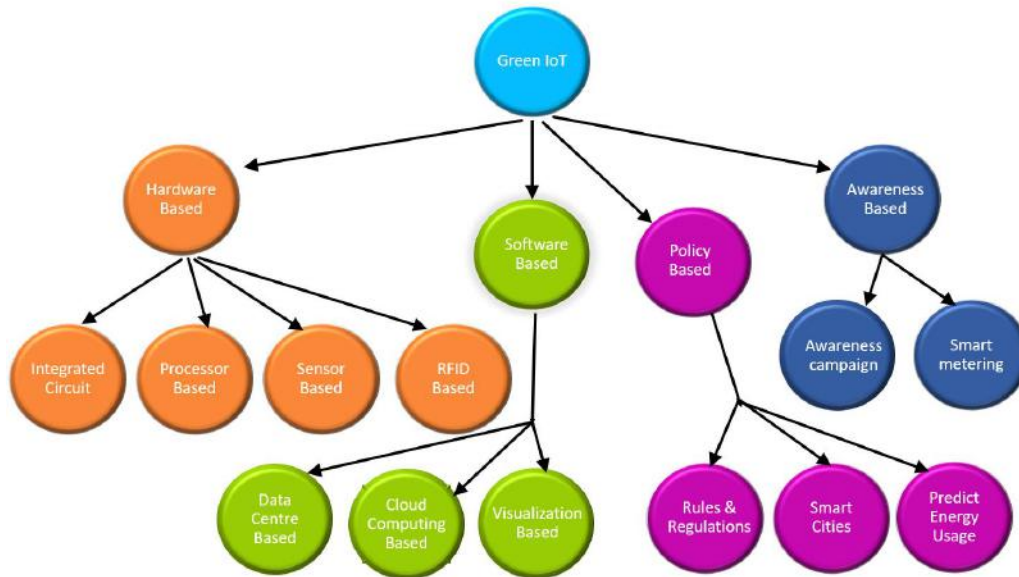 Green IoT
Hardware
Based
Awareness
Based
Software
Based
Policy
Based
Integrated
Circuit
Processor
Based
Sensor
Based
RFID
Based
Awareness
campaign
Smart
metering
Data
Centre
Based
Cloud
Computing
Based
Visualization
Based
Rules &
Regulations
Smart
Cities
Predict
Energy
Usage